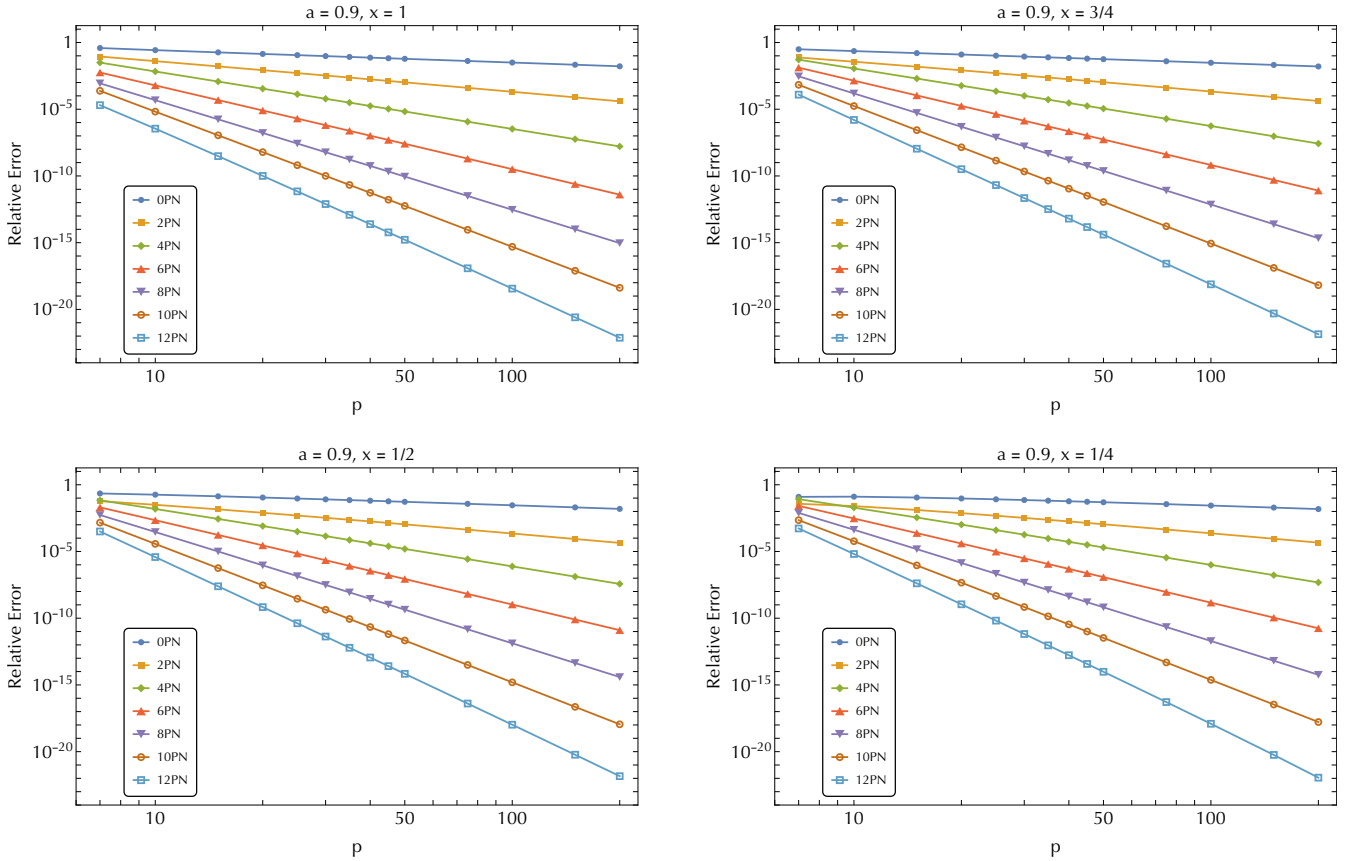 a = 0.9, x = 1
Relative Error
1
10−5
10−10
10−15
10−20
0PN
2PN
4PN
6PN
8PN
10PN
12PN
10
50
100
p
a = 0.9, x = 3/4
Relative Error
1
10−5
10−10
10−15
10−20
0PN
2PN
4PN
6PN
8PN
10PN
12PN
10
50
100
p
a = 0.9, x = 1/2
Relative Error
1
10−5
10−10
10−15
10−20
0PN
2PN
4PN
6PN
8PN
10PN
12PN
10
50
100
p
a = 0.9, x = 1/4
Relative Error
1
10−5
10−10
10−15
10−20
0PN
2PN
4PN
6PN
8PN
10PN
12PN
10
50
100
p